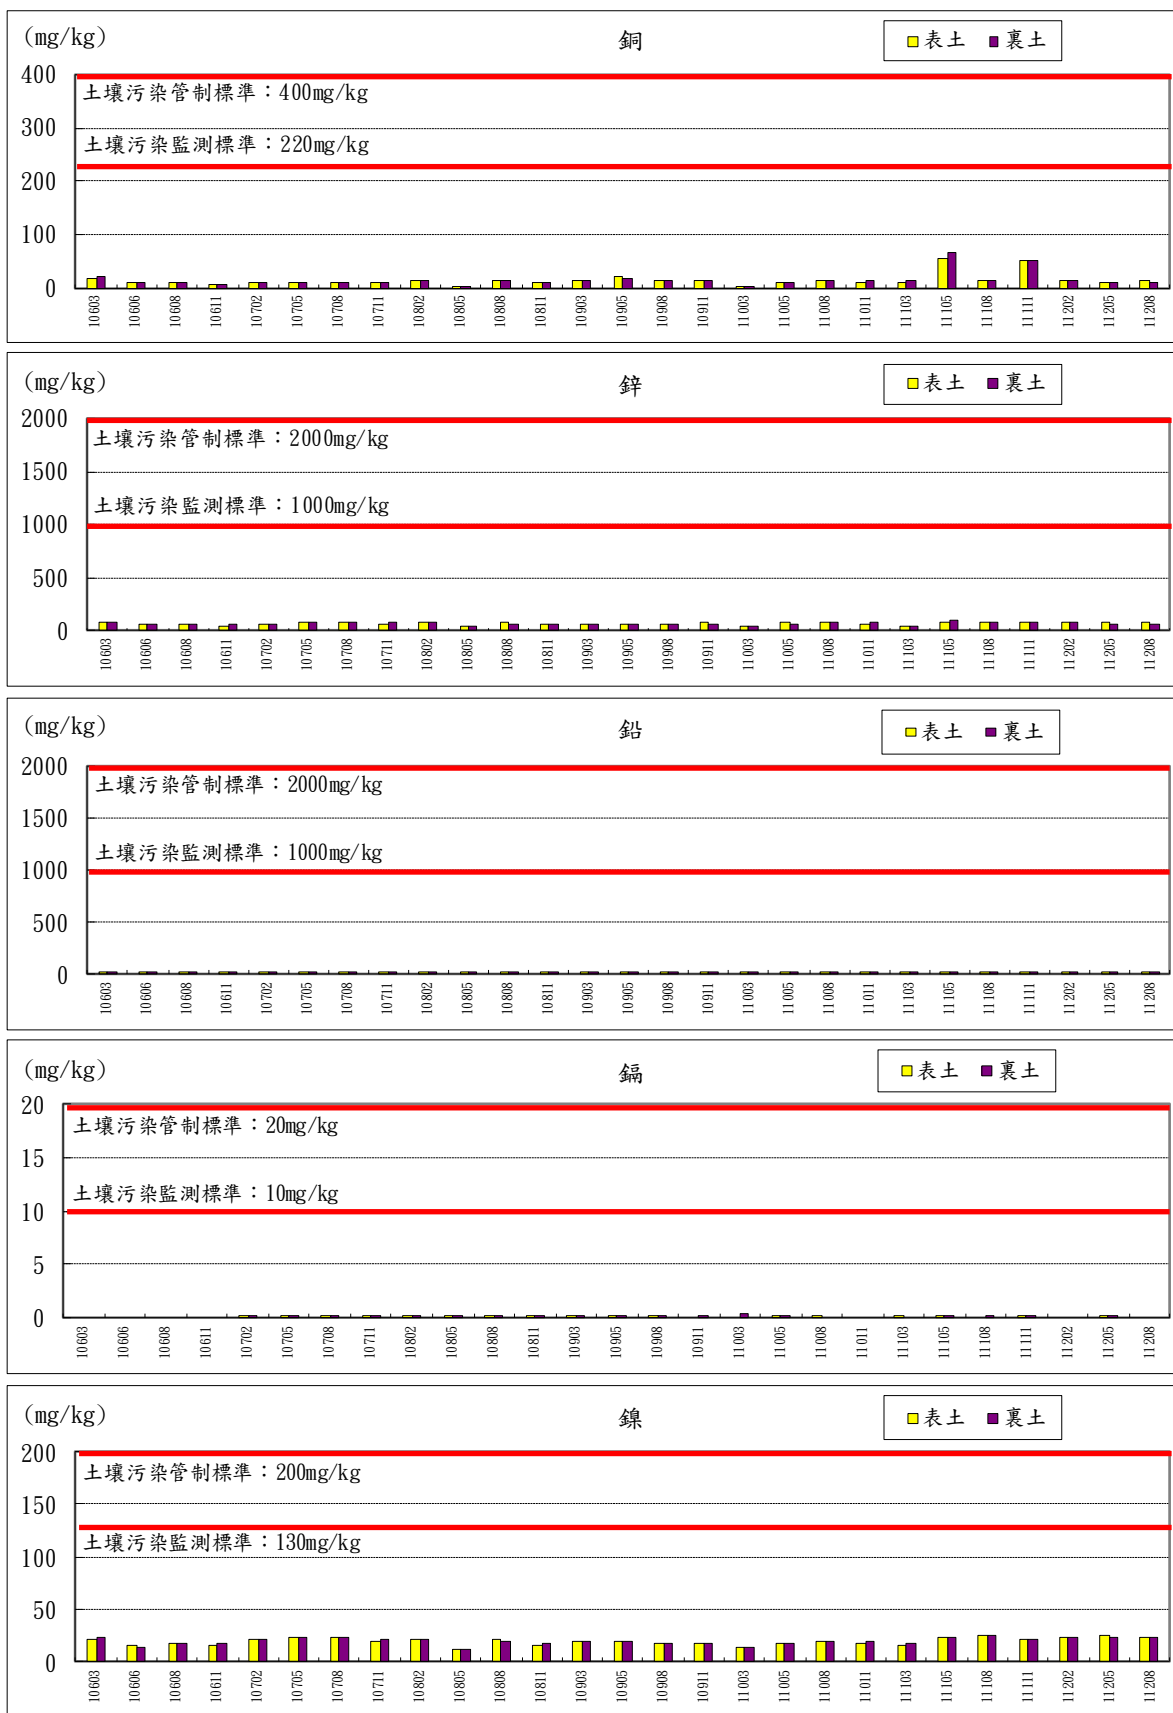 (mg/kg) 銅 表土 裏土
400
土壤污染管制標準：400mg/kg
300
土壤污染監測標準：220mg/kg
200
100
0
10603 10606 10608 10611 10702 10705 10708 10711 10802 10805 10808 10811 10903 10905 10908 10911 11003 11005 11008 11011 11103 11105 11108 11111 11202 11205 11208
(mg/kg) 鋅 表土 裏土
2000
土壤污染管制標準：2000mg/kg
1500
土壤污染監測標準：1000mg/kg
1000
500
0
10603 10606 10608 10611 10702 10705 10708 10711 10802 10805 10808 10811 10903 10905 10908 10911 11003 11005 11008 11011 11103 11105 11108 11111 11202 11205 11208
(mg/kg) 鉛 表土 裏土
2000
土壤污染管制標準：2000mg/kg
1500
土壤污染監測標準：1000mg/kg
1000
500
0
10603 10606 10608 10611 10702 10705 10708 10711 10802 10805 10808 10811 10903 10905 10908 10911 11003 11005 11008 11011 11103 11105 11108 11111 11202 11205 11208
(mg/kg) 鎘 表土 裏土
20
土壤污染管制標準：20mg/kg
15
土壤污染監測標準：10mg/kg
10
5
0
10603 10606 10608 10611 10702 10705 10708 10711 10802 10805 10808 10811 10903 10905 10908 10911 11003 11005 11008 11011 11103 11105 11108 11111 11202 11205 11208
(mg/kg) 鎳 表土 裏土
200
土壤污染管制標準：200mg/kg
150
土壤污染監測標準：130mg/kg
100
50
0
10603 10606 10608 10611 10702 10705 10708 10711 10802 10805 10808 10811 10903 10905 10908 10911 11003 11005 11008 11011 11103 11105 11108 11111 11202 11205 11208